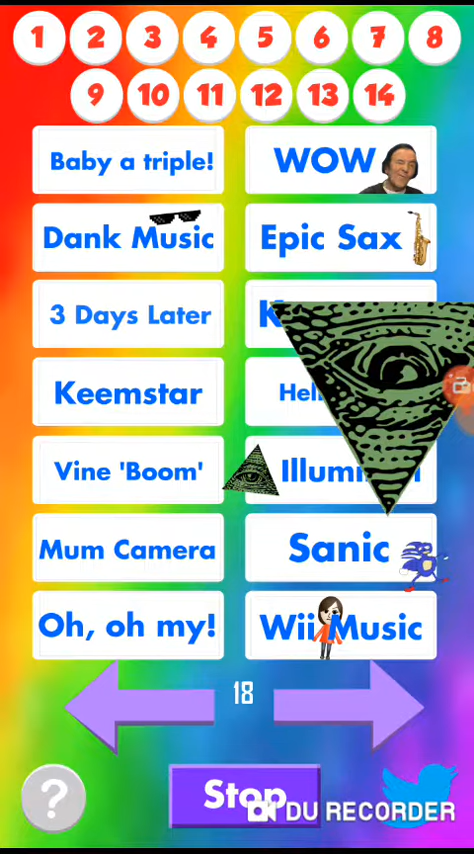 1 2 3 4 5 6 7 8
9 10 11 12 13 14
Baby a triple! WOW
Dank Music Epic Sax
3 Days Later
Keemstar
Vine 'Boom'
Mum Camera Sanic
Oh, oh my! Wii Music
18
?
Stop
DU RECORDER